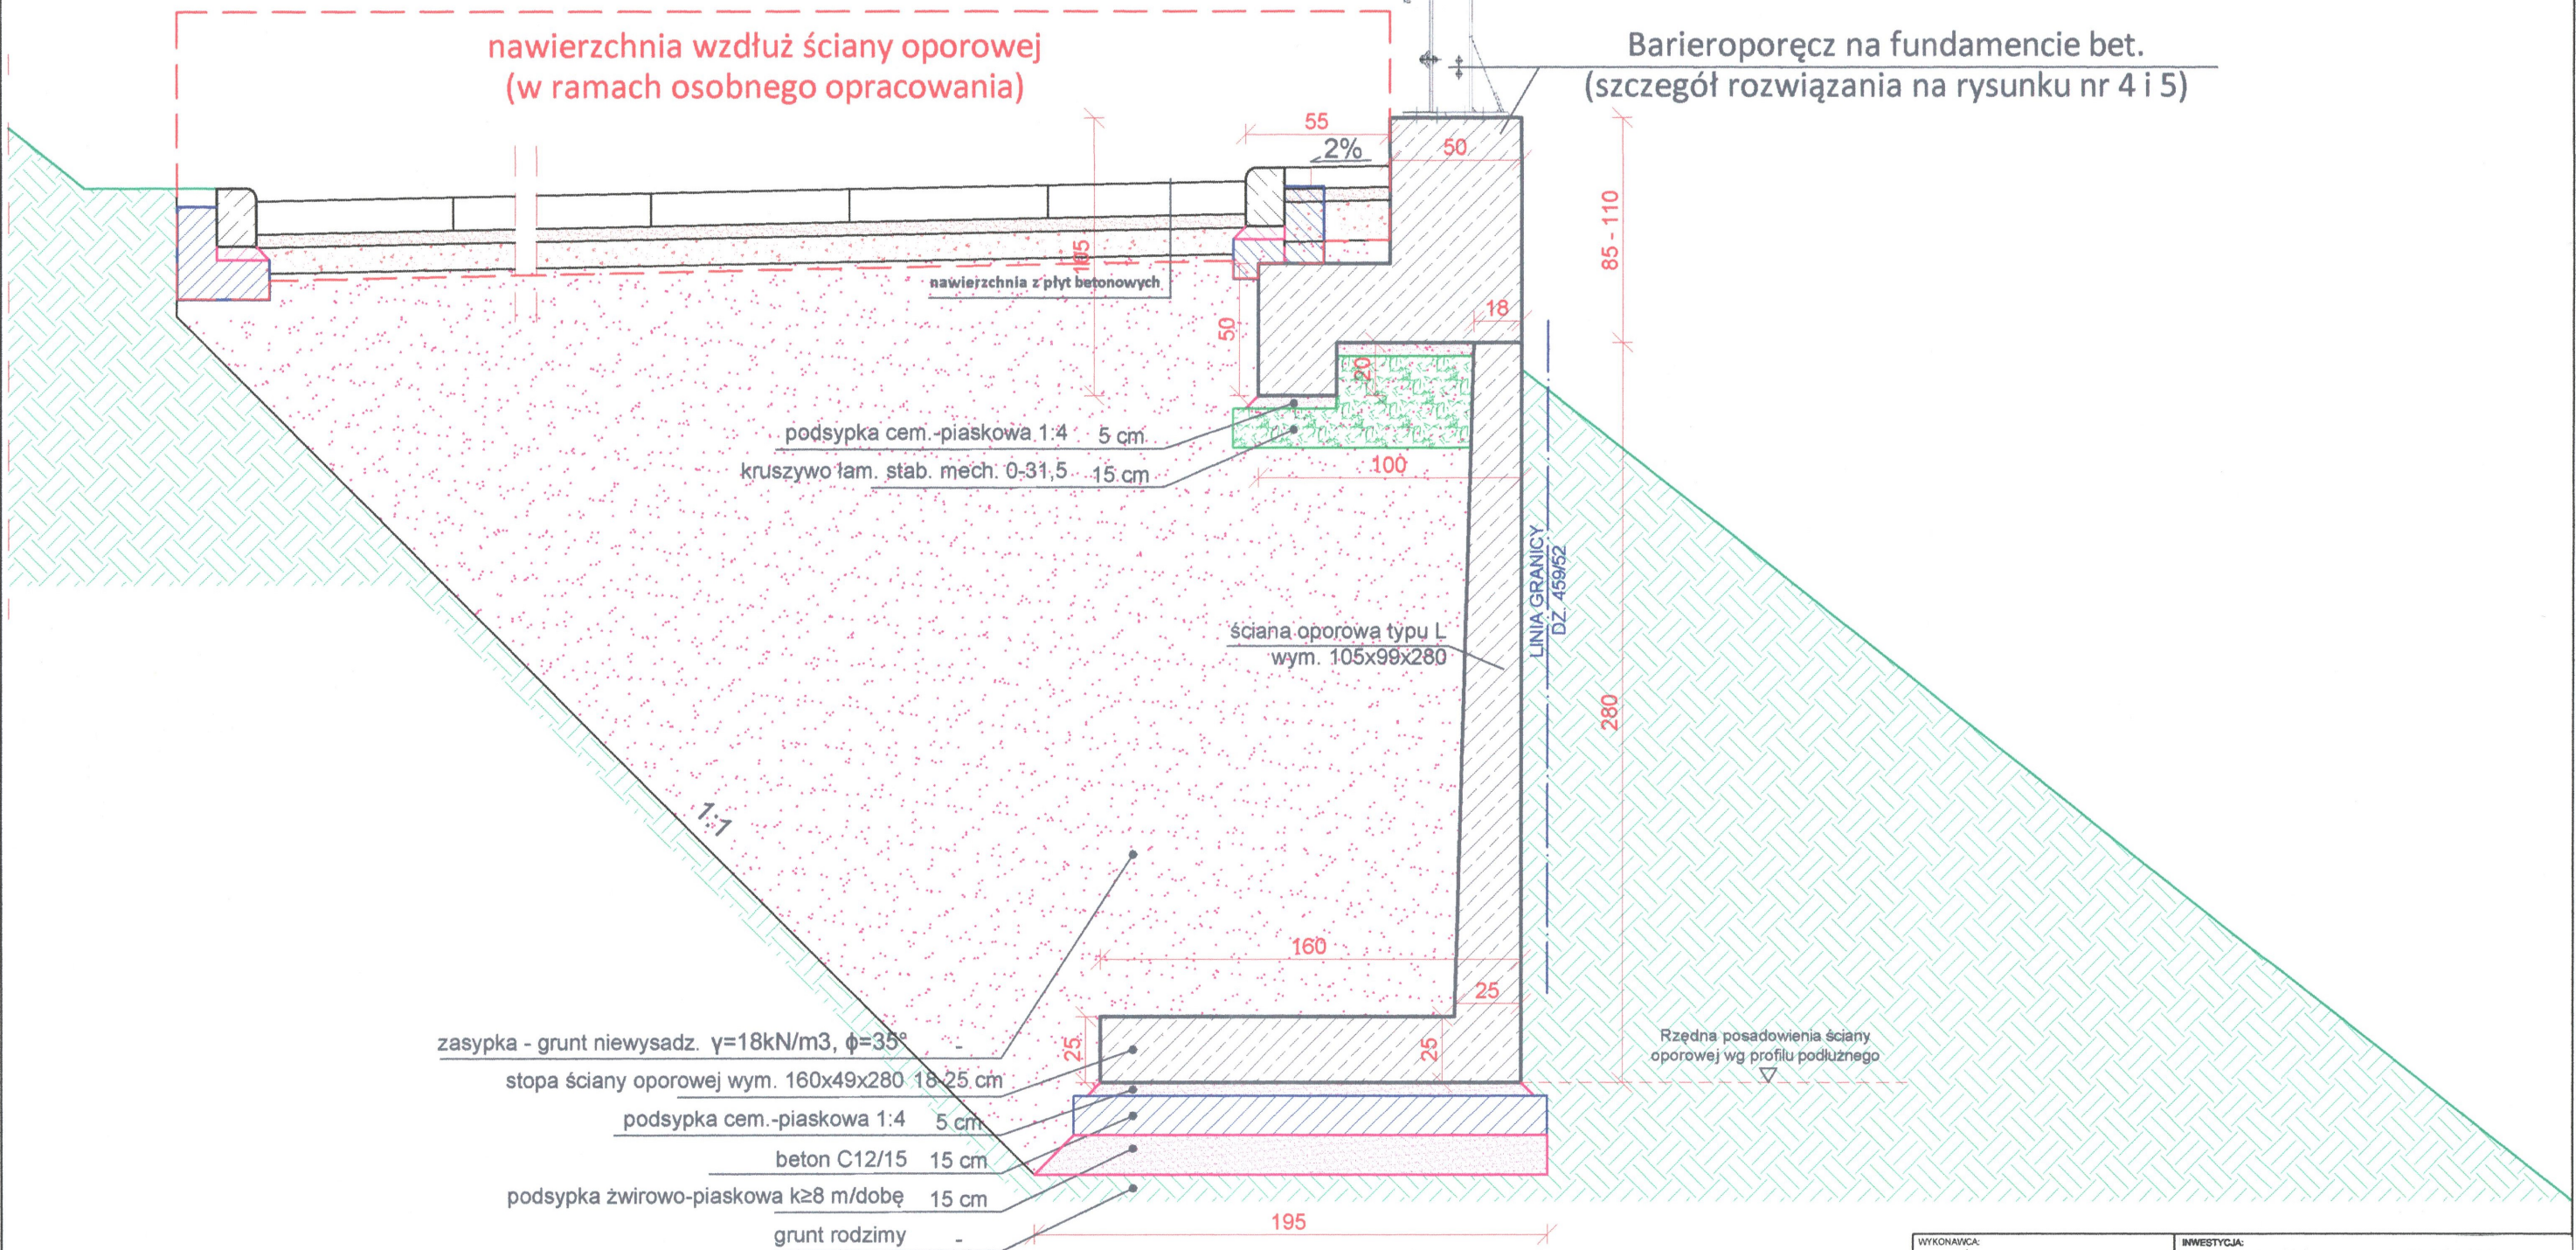 nawierzchnia wzdłuż ściany oporowej
(w ramach osobnego opracowania)
Barieroporęcz na fundamencie bet.
(szczegół rozwiązania na rysunku nr 4 i 5)
55
2%
50
85 - 110
nawierzchnia z płyt betonowych
50
18
20
podsypka cem.-piaskowa 1:4 5 cm
kruszywo łam. stab. mech. 0-31,5 15 cm
100
LINIA GRANICY
DZ. 459/52
ściana oporowa typu L
wym. 105x99x280
280
1:1
160
25
25
25
Rzędna posadowienia ściany
oporowej wg profilu podłużnego
zasypka - grunt niewysadz. γ=18kN/m3, ϕ=35° -
stopa ściany oporowej wym. 160x49x280 18-25 cm
podsypka cem.-piaskowa 1:4 5 cm
beton C12/15 15 cm
podsypka żwirowo-piaskowa k≥8 m/dobę 15 cm
grunt rodzimy -
195
WYKONAWCA:
INWESTYCJA: